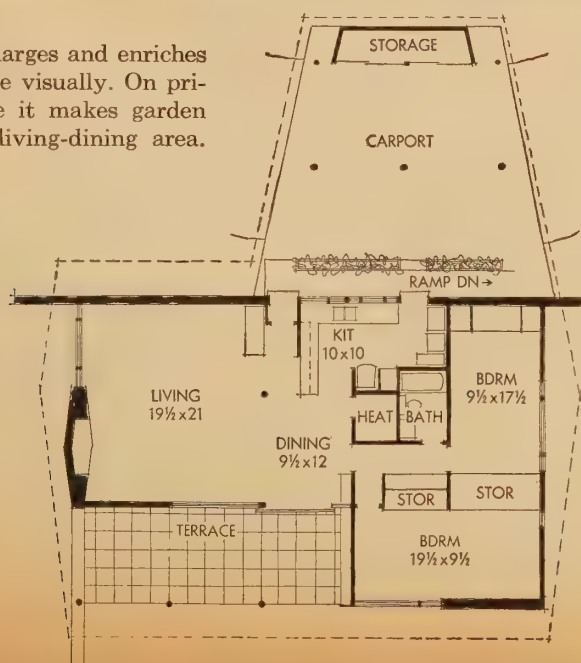 arges and enriches
e visually. On pri-
e it makes garden
living-dining area.
STORAGE
CARPORT
RAMP DN→
KIT
10x10
BDRM
9½x17½
LIVING
19½x21
HEAT
BATH
DINING
9½x12
STOR
STOR
TERRACE
BDRM
19½x9½